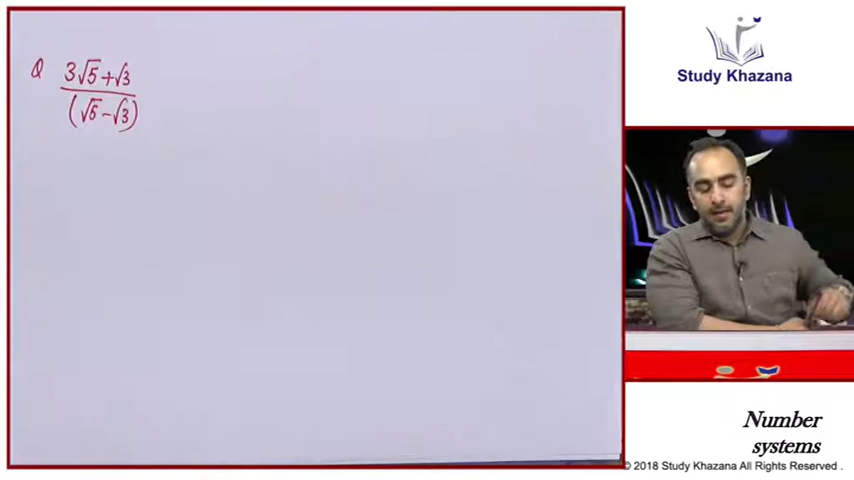 Q 3√5+√3
(√5-√3)
Study Khazana
Number
systems
© 2018 Study Khazana All Rights Reserved .